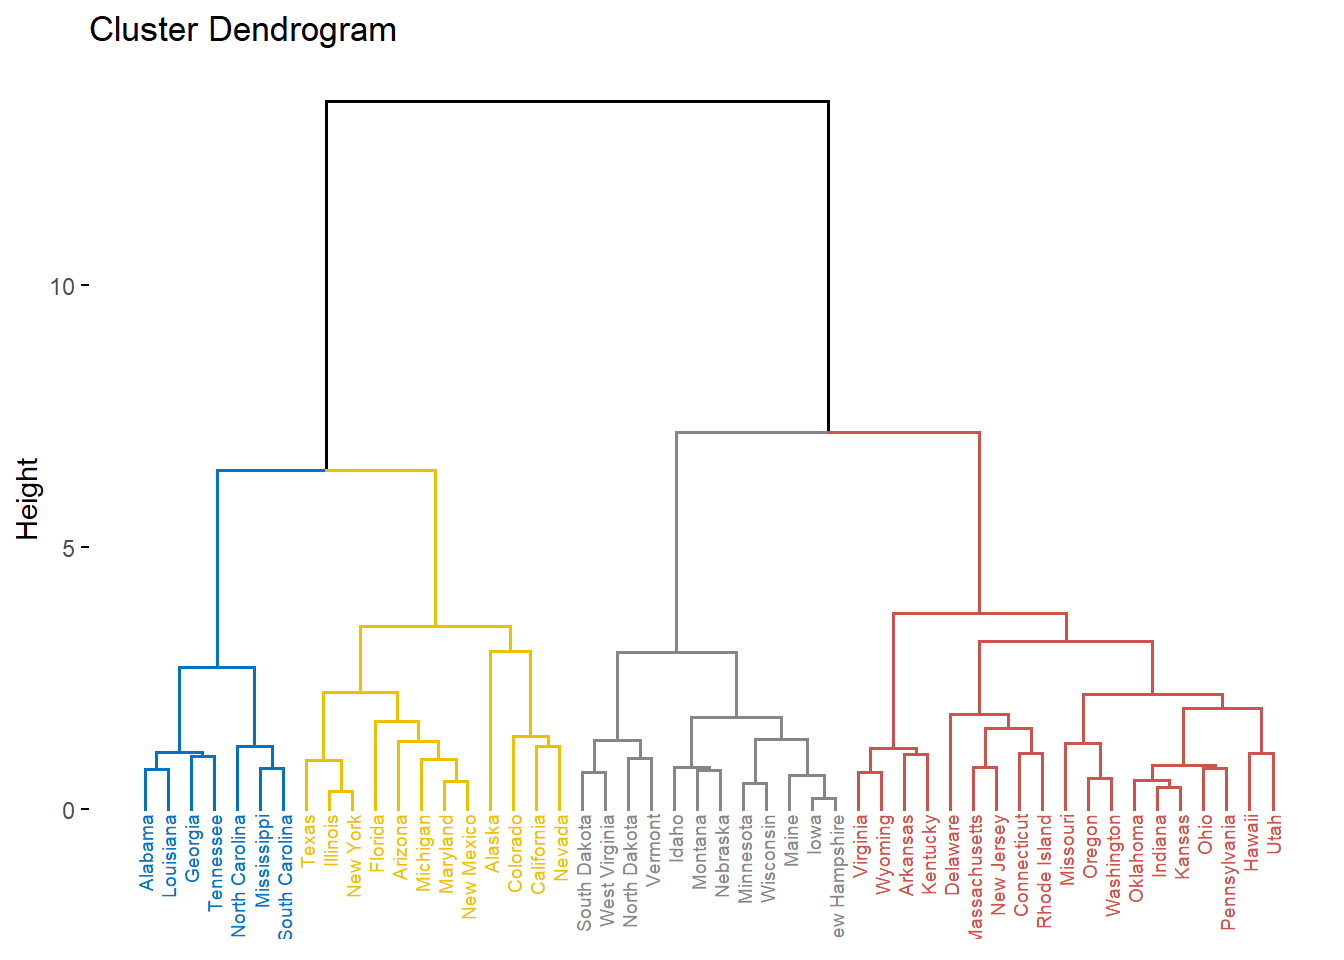 Cluster Dendrogram
Height
10
5
0
Alabama
Louisiana
Georgia
Tennessee
North Carolina
Mississippi
South Carolina
Texas
Illinois
New York
Florida
Arizona
Michigan
Maryland
New Mexico
Alaska
Colorado
California
Nevada
South Dakota
West Virginia
North Dakota
Vermont
Idaho
Montana
Nebraska
Minnesota
Wisconsin
Maine
Iowa
ew Hampshire
Virginia
Wyoming
Arkansas
Kentucky
Delaware
Massachusetts
New Jersey
Connecticut
Rhode Island
Missouri
Oregon
Washington
Oklahoma
Indiana
Kansas
Ohio
Pennsylvania
Hawaii
Utah